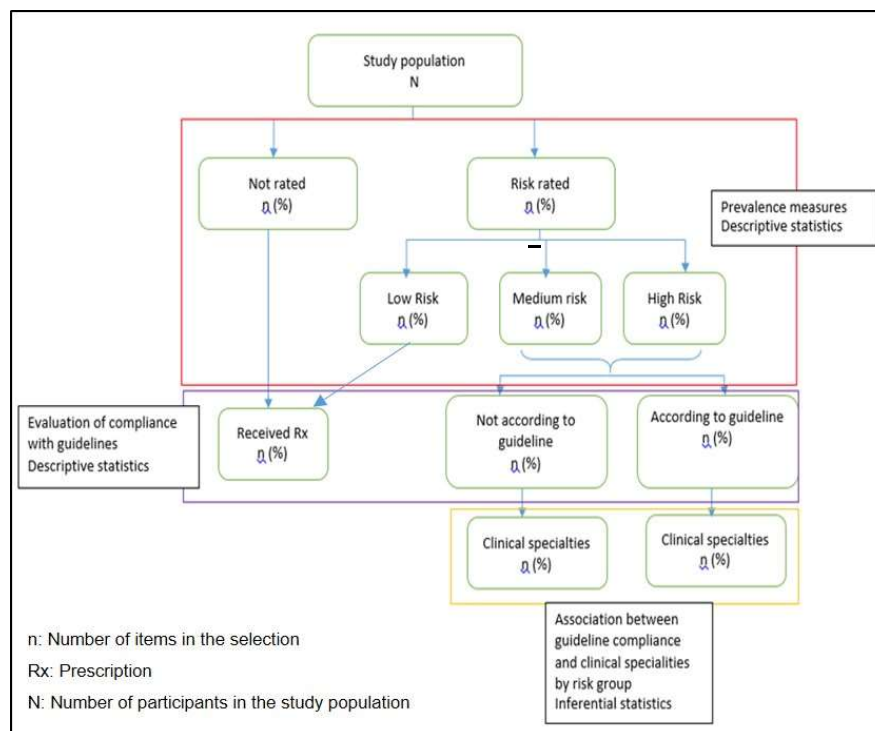 Study population
N
Not rated
n (%)
Risk rated
n (%)
Prevalence measures
Descriptive statistics
Low Risk
n (%)
Medium risk
n (%)
High Risk
n (%)
Evaluation of compliance
with guidelines
Descriptive statistics
Received Rx
n (%)
Not according to
guideline
n (%)
According to guideline
n (%)
Clinical specialties
n (%)
Clinical specialties
n (%)
Association between
guideline compliance
and clinical specialities
by risk group
Inferential statistics
n: Number of items in the selection
Rx: Prescription
N: Number of participants in the study population